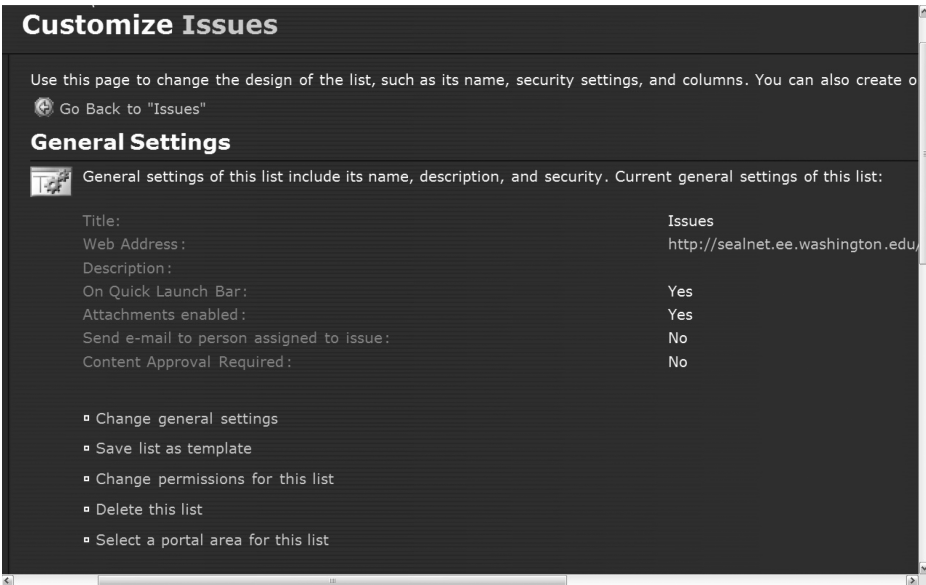 Customize Issues
Use this page to change the design of the list, such as its name, security settings, and columns. You can also create o
Go Back to "Issues"
General Settings
General settings of this list include its name, description, and security. Current general settings of this list:
Title: Issues
Web Address: http://sealnet.ee.washington.edu/
Description:
On Quick Launch Bar: Yes
Attachments enabled: Yes
Send e-mail to person assigned to issue: No
Content Approval Required: No
Change general settings
Save list as template
Change permissions for this list
Delete this list
Select a portal area for this list